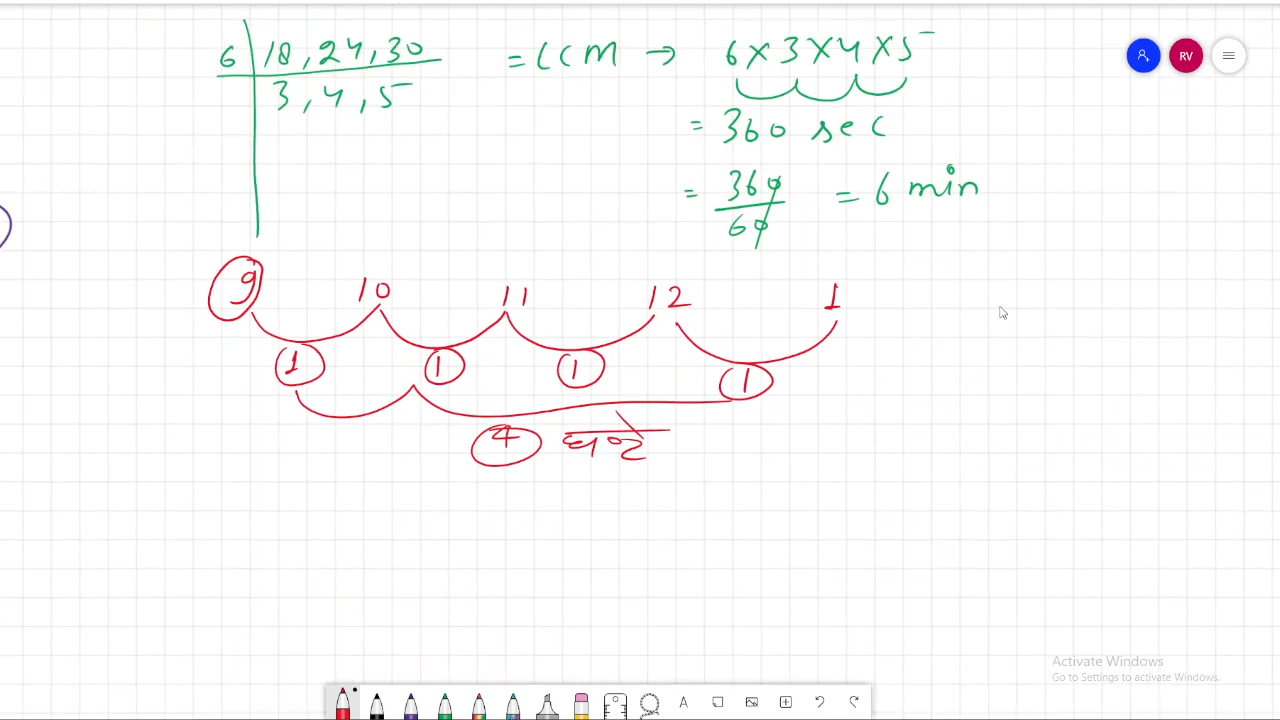 6 | 18, 24, 30 = LCM → 6 X 3 X 4 X 5
3, 4, 5
= 360 sec
= 360/60 = 6 min
9 10 11 12 1
1 1 1 1
4 घण्टे
RV
Activate Windows
Go to Settings to activate Windows.
A